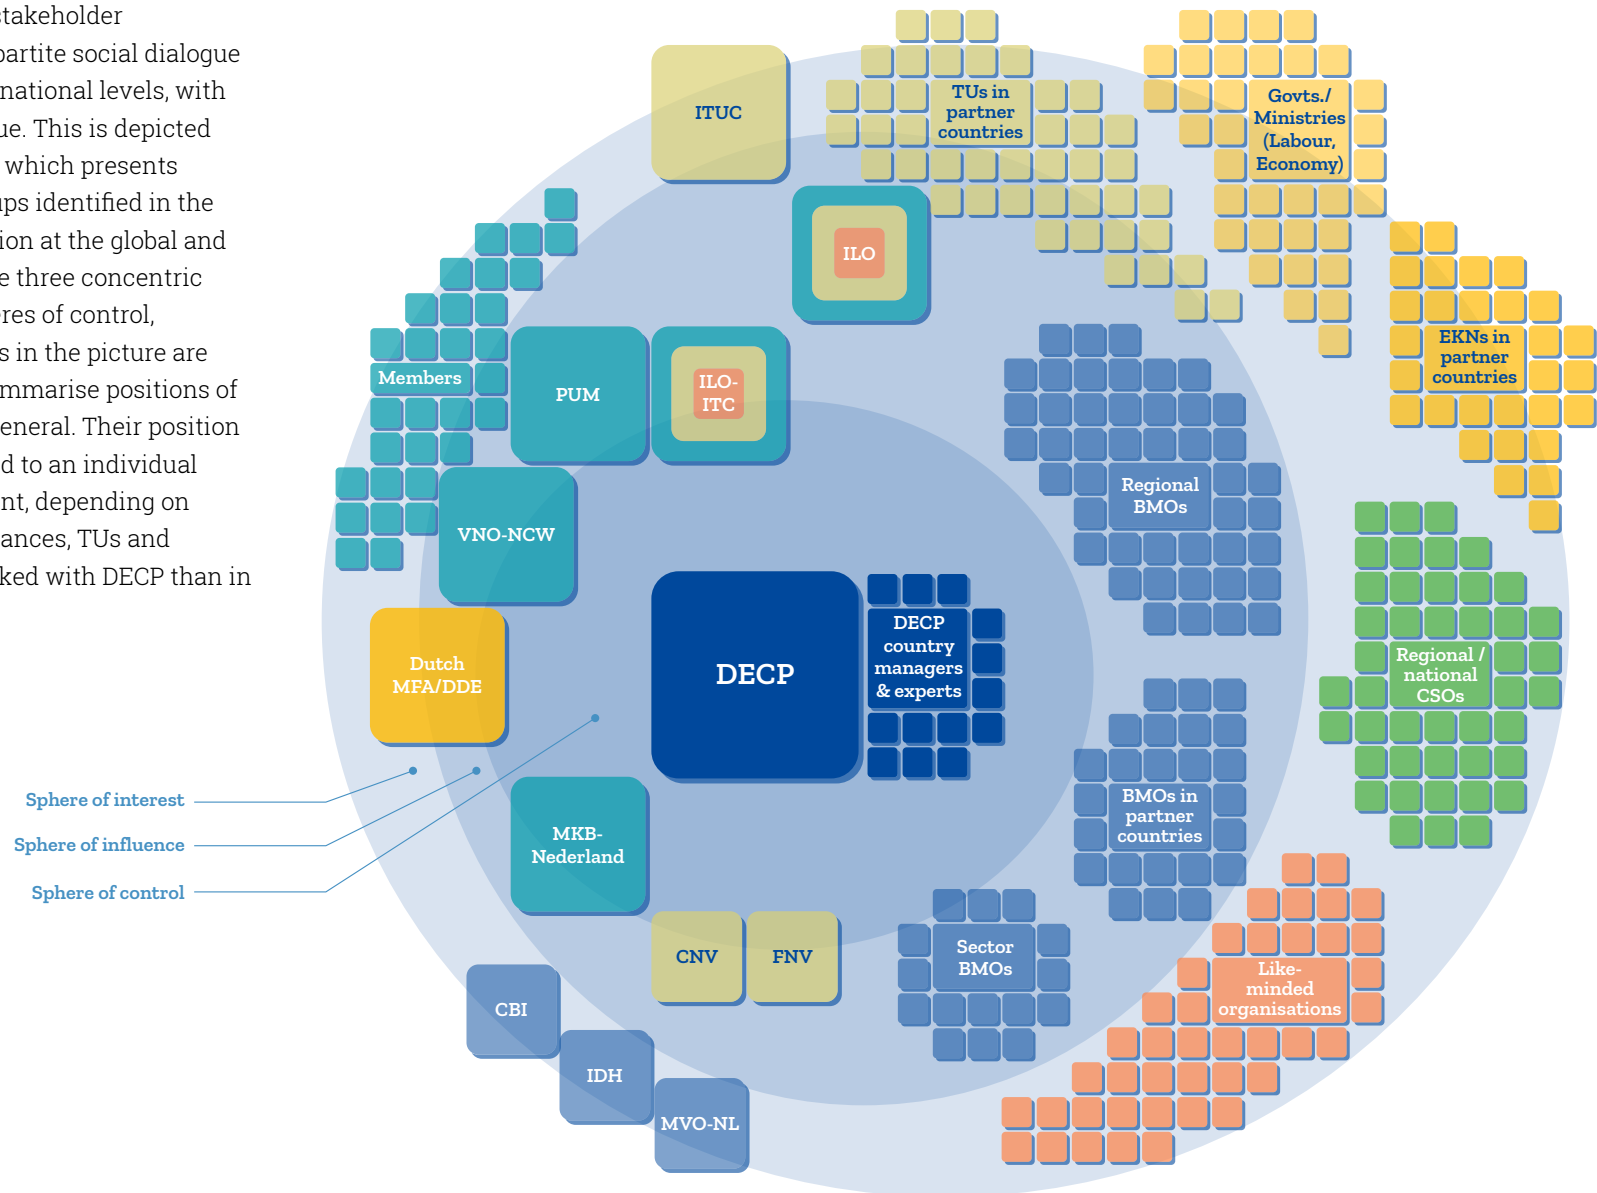 stakeholder
partite social dialogue
national levels, with
ue. This is depicted
which presents
ups identified in the
ion at the global and
e three concentric
eres of control,
s in the picture are
mmarise positions of
eneral. Their position
d to an individual
nt, depending on
ances, TUs and
ked with DECP than in
ITUC
TUs in
partner
countries
Govts./
Ministries
(Labour,
Economy)
ILO
EKNs in
partner
countries
Members
PUM
ILO-
ITC
Regional
BMOs
VNO-NCW
DECP
DECP
country
managers
& experts
Dutch
MFA/DDE
Regional /
national
CSOs
Sphere of interest
Sphere of influence
Sphere of control
MKB-
Nederland
BMOs in
partner
countries
CNV
FNV
Sector
BMOs
Like-
minded
organisations
CBI
IDH
MVO-NL